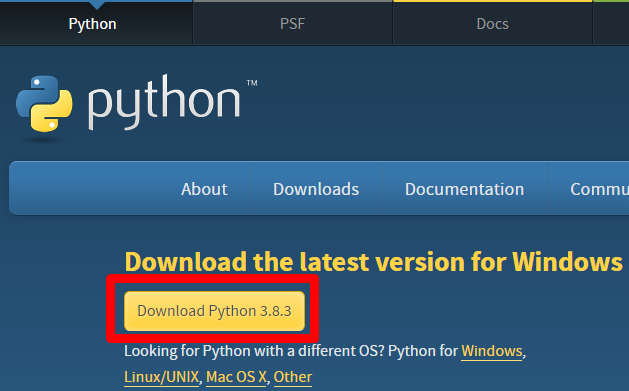 Python PSF Docs
python™
About Downloads Documentation Commu
Download the latest version for Windows
Download Python 3.8.3
Looking for Python with a different OS? Python for Windows,
Linux/UNIX, Mac OS X, Other